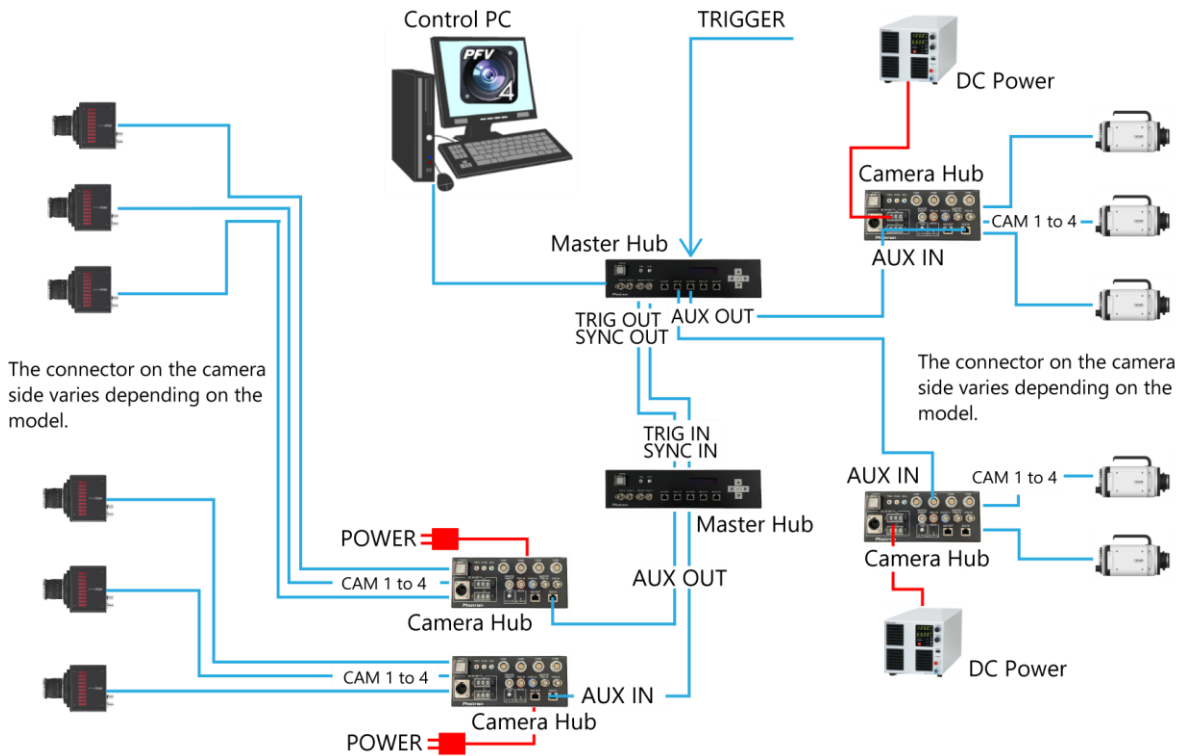 Control PC
TRIGGER
PFV
4
DC Power
Camera Hub
CAM 1 to 4
AUX IN
Master Hub
TRIG OUT
SYNC OUT
AUX OUT
The connector on the camera
side varies depending on the
model.
The connector on the camera
side varies depending on the
model.
TRIG IN
SYNC IN
AUX IN
CAM 1 to 4
Master Hub
Camera Hub
POWER
CAM 1 to 4
AUX OUT
Photron
Camera Hub
CAM 1 to 4
AUX IN
Photron
Camera Hub
POWER
DC Power